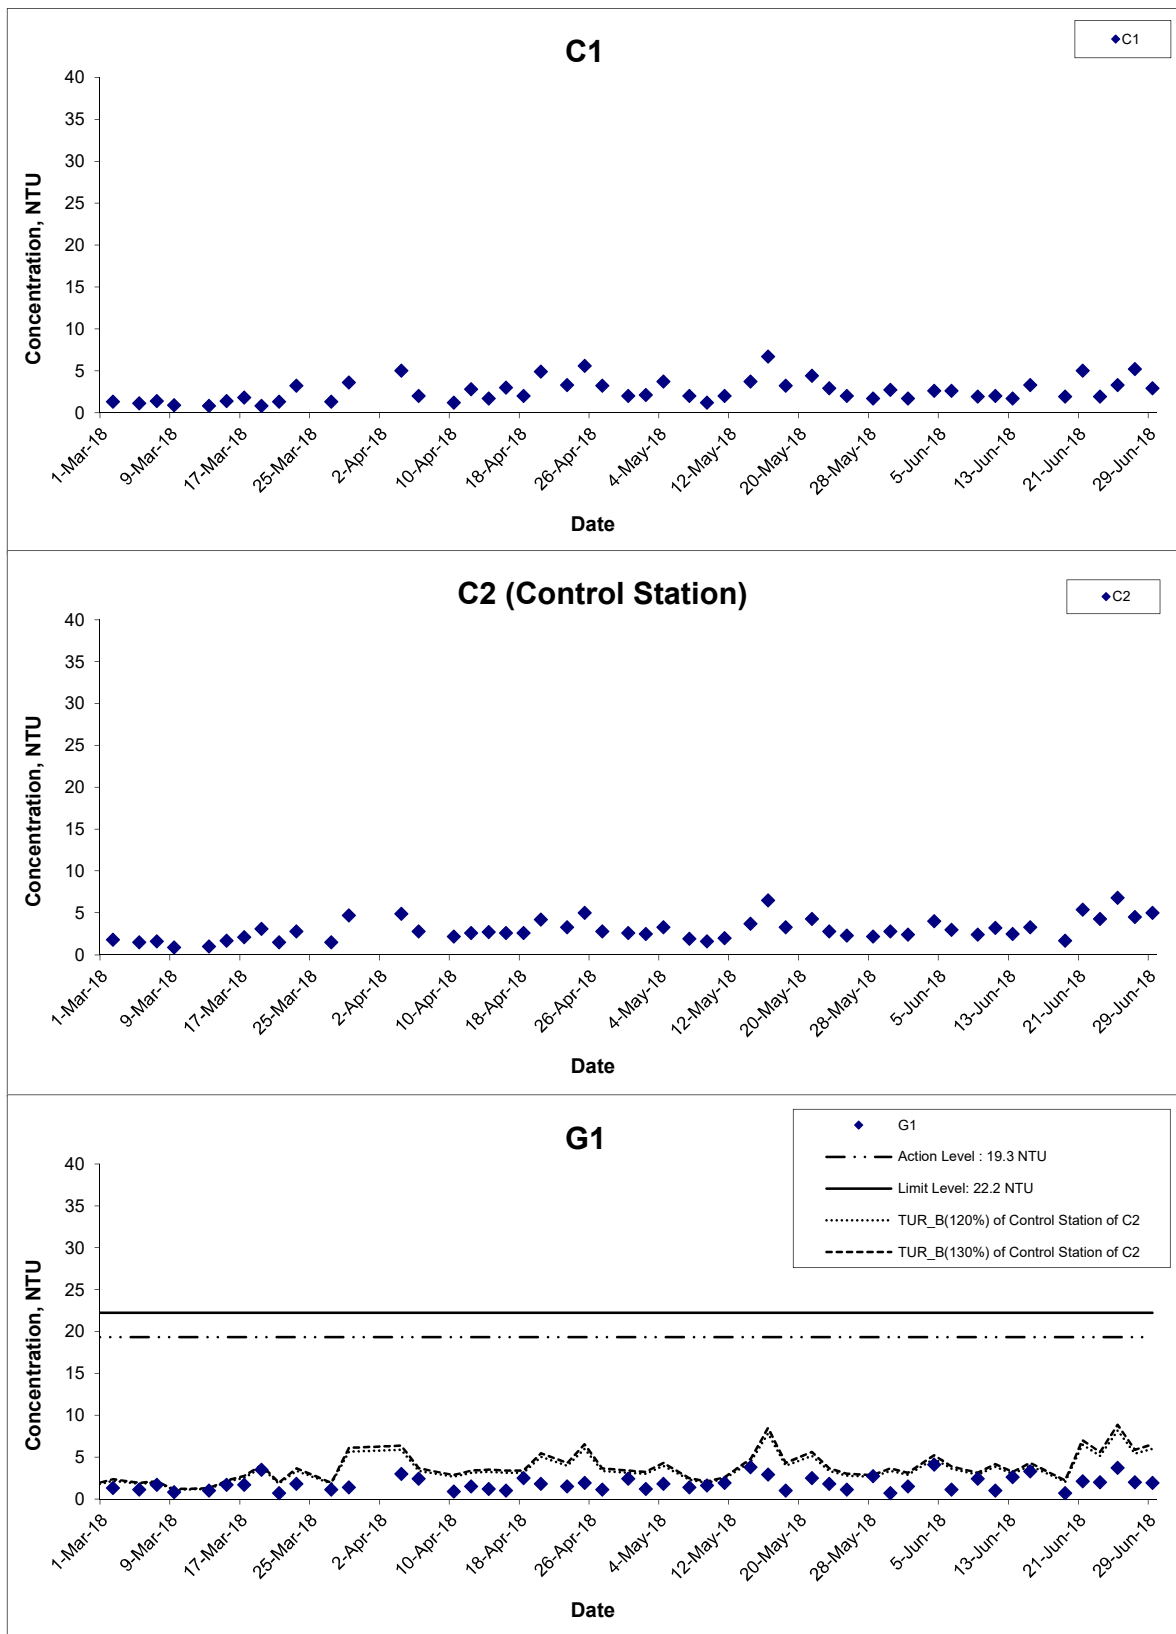 C1
C1
40
35
30
25
20
15
10
5
0
Concentration, NTU
1-Mar-18
9-Mar-18
17-Mar-18
25-Mar-18
2-Apr-18
10-Apr-18
18-Apr-18
26-Apr-18
4-May-18
12-May-18
20-May-18
28-May-18
5-Jun-18
13-Jun-18
21-Jun-18
29-Jun-18
Date
C2 (Control Station)
C2
40
35
30
25
20
15
10
5
0
Concentration, NTU
1-Mar-18
9-Mar-18
17-Mar-18
25-Mar-18
2-Apr-18
10-Apr-18
18-Apr-18
26-Apr-18
4-May-18
12-May-18
20-May-18
28-May-18
5-Jun-18
13-Jun-18
21-Jun-18
29-Jun-18
Date
G1
G1
Action Level : 19.3 NTU
Limit Level: 22.2 NTU
TUR_B(120%) of Control Station of C2
TUR_B(130%) of Control Station of C2
40
35
30
25
20
15
10
5
0
Concentration, NTU
1-Mar-18
9-Mar-18
17-Mar-18
25-Mar-18
2-Apr-18
10-Apr-18
18-Apr-18
26-Apr-18
4-May-18
12-May-18
20-May-18
28-May-18
5-Jun-18
13-Jun-18
21-Jun-18
29-Jun-18
Date